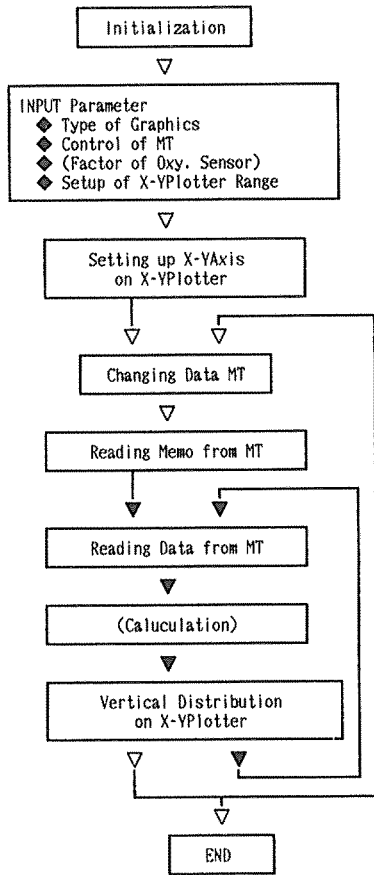 Initialization
INPUT Parameter
◆ Type of Graphics
◆ Control of MT
◆ (Factor of Oxy. Sensor)
◆ Setup of X-YPlotter Range
Setting up X-YAxis
on X-YPlotter
Changing Data MT
Reading Memo from MT
Reading Data from MT
(Caluculation)
Vertical Distribution
on X-YPlotter
END